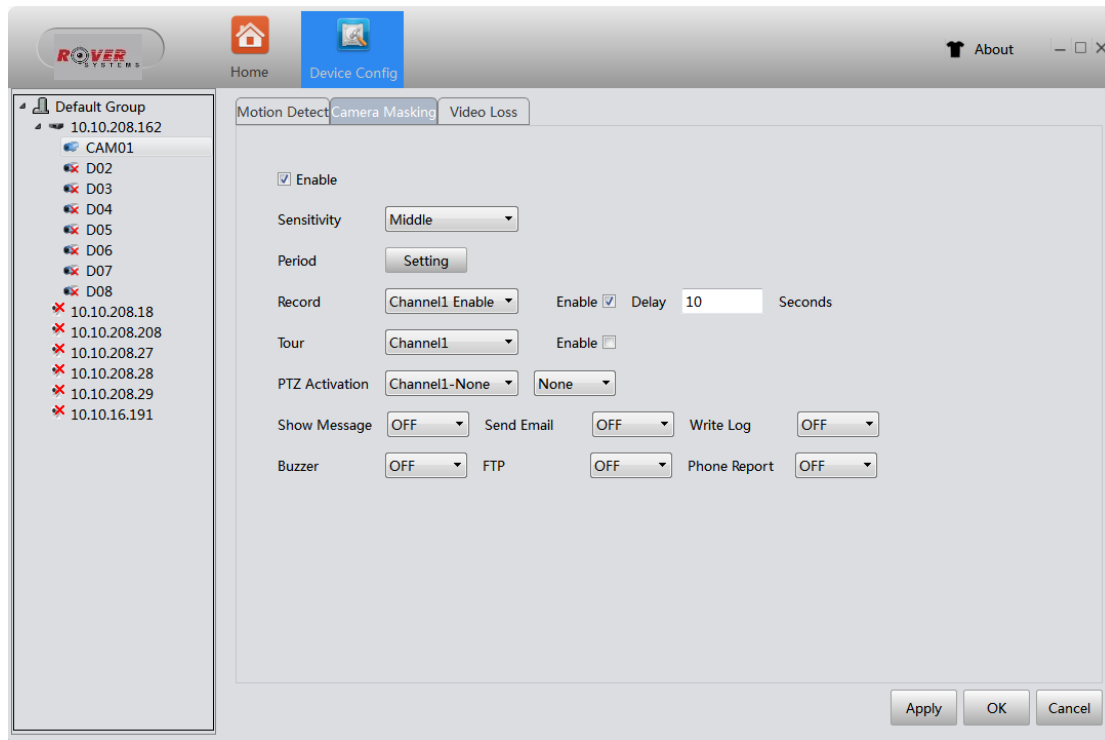 ROVER
SYSTEMS
Home
Device Config
About
Default Group
10.10.208.162
CAM01
D02
D03
D04
D05
D06
D07
D08
10.10.208.18
10.10.208.208
10.10.208.27
10.10.208.28
10.10.208.29
10.10.16.191
Motion Detect Camera Masking Video Loss
Enable
Sensitivity Middle
Period Setting
Record Channel1 Enable Enable Delay 10 Seconds
Tour Channel1 Enable
PTZ Activation Channel1-None None
Show Message OFF Send Email OFF Write Log OFF
Buzzer OFF FTP OFF Phone Report OFF
Apply OK Cancel